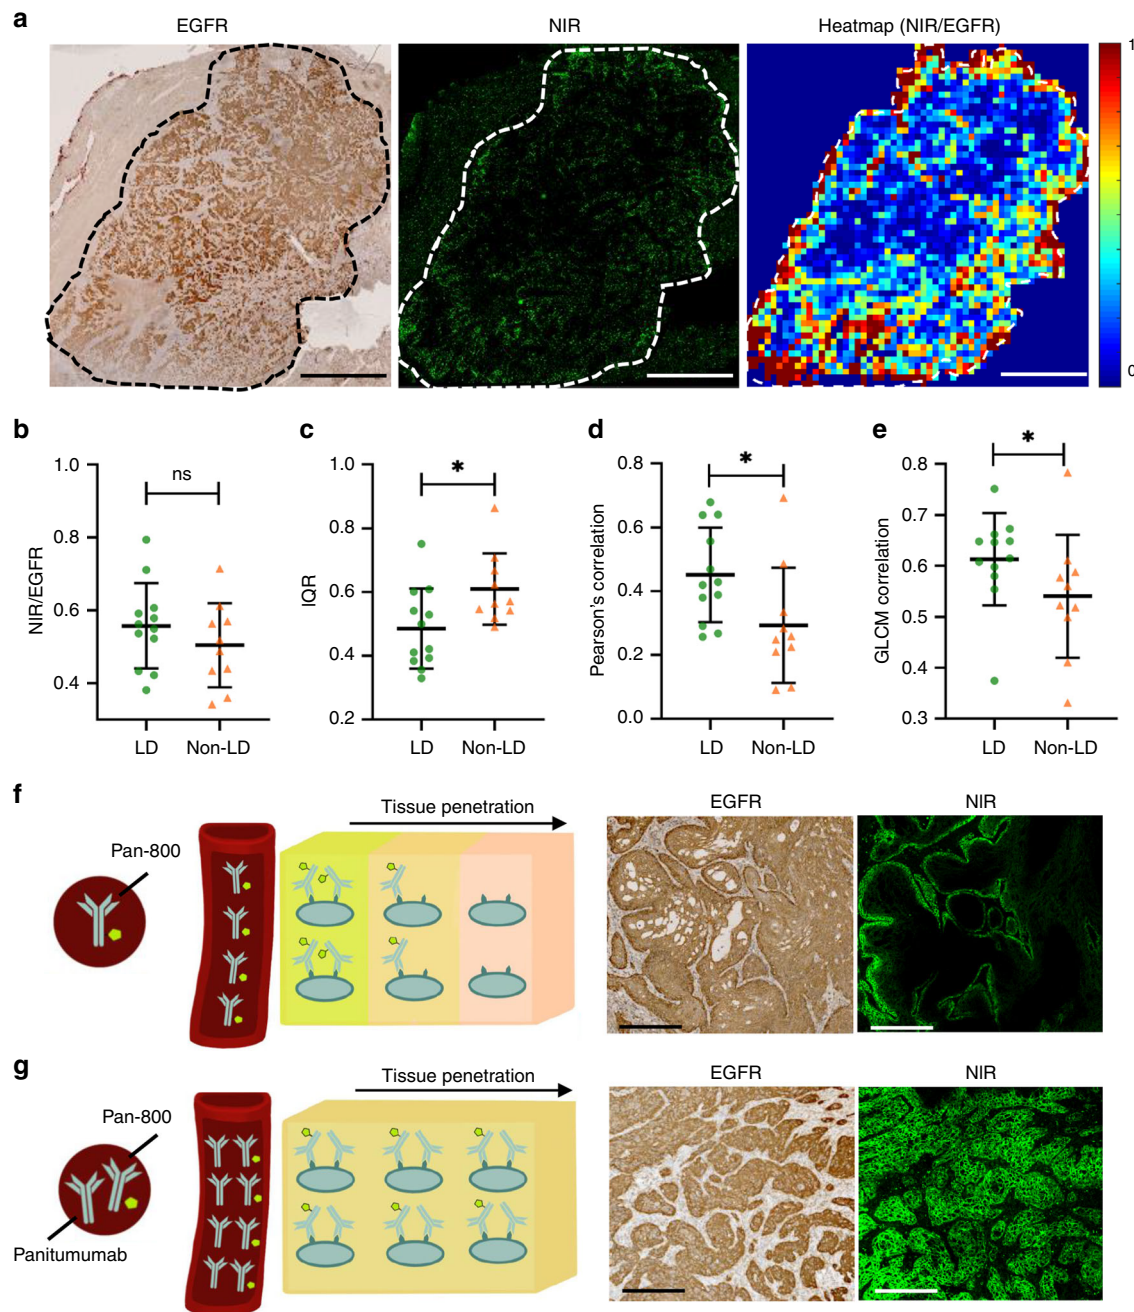 a
EGFR
NIR
Heatmap (NIR/EGFR)
1
0
b
c
d
e
1.0
0.8
0.6
0.4
NIR/EGFR
ns
LD
Non-LD
1.0
0.8
0.6
0.4
0.2
IQR
*
LD
Non-LD
0.8
0.6
0.4
0.2
0.0
Pearson's correlation
*
LD
Non-LD
0.8
0.7
0.6
0.5
0.4
0.3
GLCM correlation
*
LD
Non-LD
f
Pan-800
Tissue penetration
EGFR
NIR
g
Pan-800
Panitumumab
Tissue penetration
EGFR
NIR